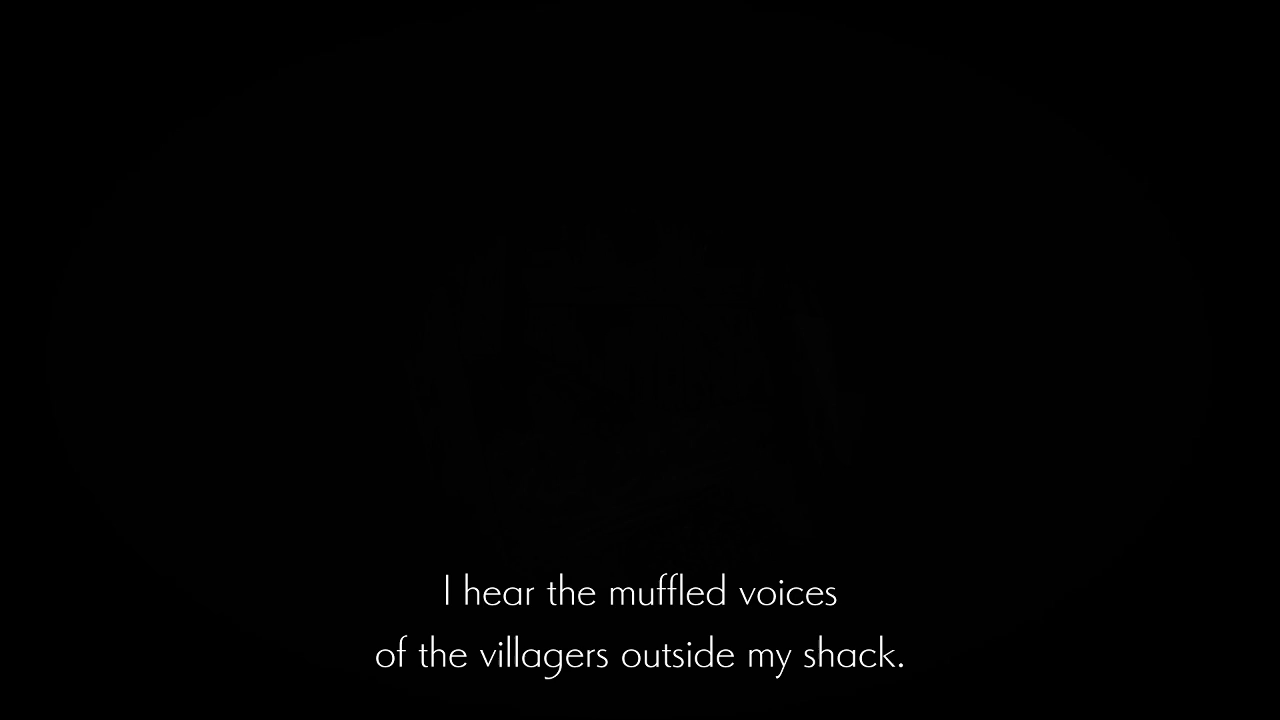 I hear the muffled voices
of the villagers outside my shack.